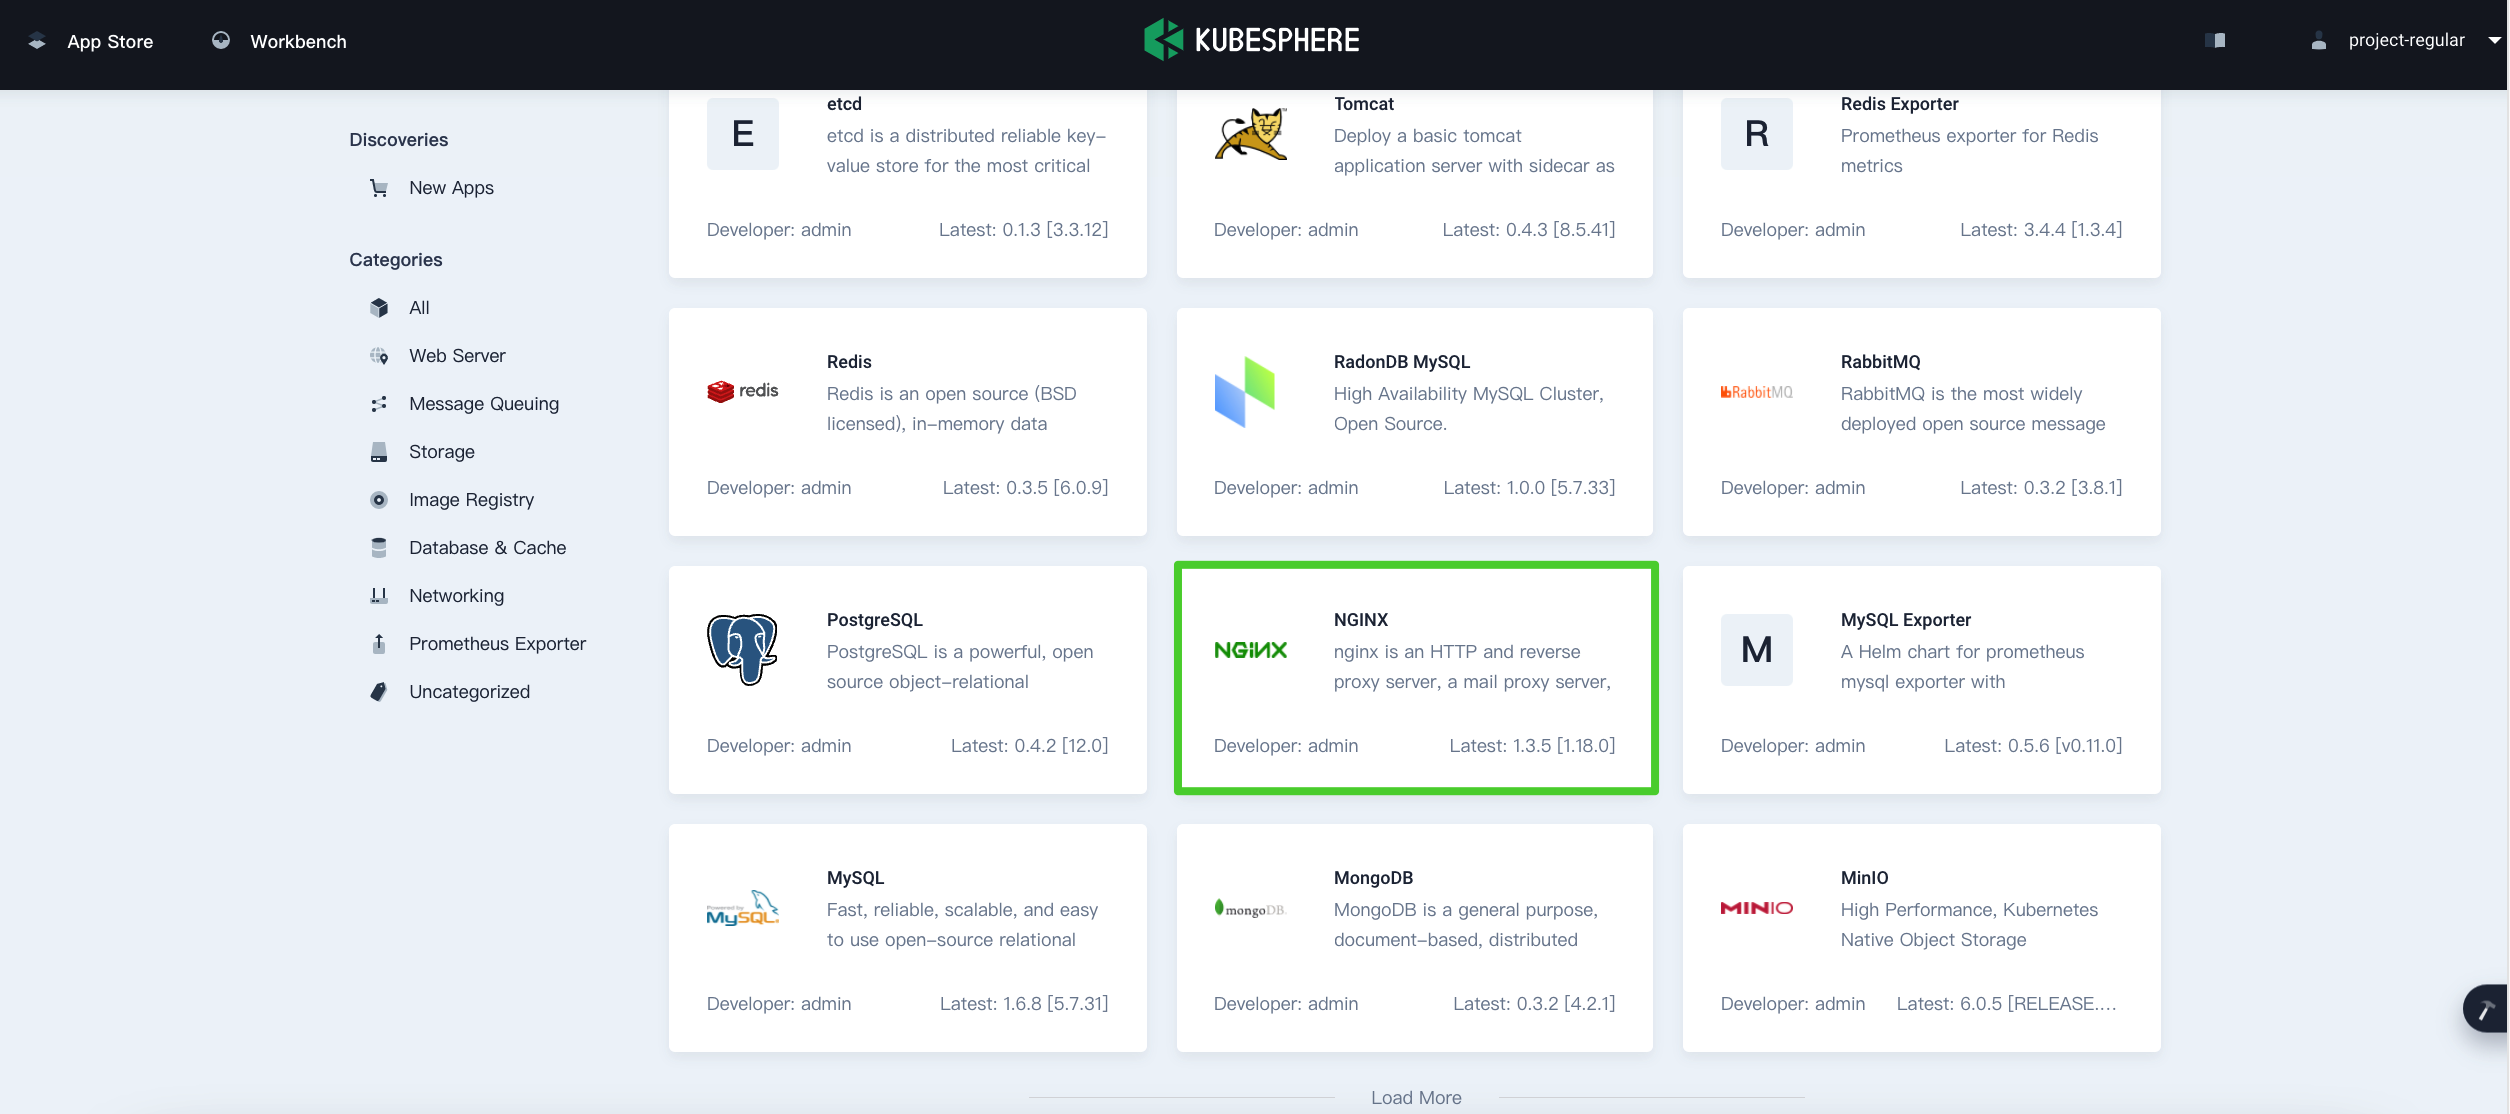 App Store
Workbench
KUBESPHERE
project-regular
Discoveries
New Apps
Categories
All
Web Server
Message Queuing
Storage
Image Registry
Database & Cache
Networking
Prometheus Exporter
Uncategorized
E
etcd
etcd is a distributed reliable key-
value store for the most critical
Developer: admin
Latest: 0.1.3 [3.3.12]
Tomcat
Deploy a basic tomcat
application server with sidecar as
Developer: admin
Latest: 0.4.3 [8.5.41]
R
Redis Exporter
Prometheus exporter for Redis
metrics
Developer: admin
Latest: 3.4.4 [1.3.4]
redis
Redis
Redis is an open source (BSD
licensed), in-memory data
Developer: admin
Latest: 0.3.5 [6.0.9]
RadonDB MySQL
High Availability MySQL Cluster,
Open Source.
Developer: admin
Latest: 1.0.0 [5.7.33]
RabbitMQ
RabbitMQ
RabbitMQ is the most widely
deployed open source message
Developer: admin
Latest: 0.3.2 [3.8.1]
PostgreSQL
PostgreSQL is a powerful, open
source object-relational
Developer: admin
Latest: 0.4.2 [12.0]
NGINX
NGINX
nginx is an HTTP and reverse
proxy server, a mail proxy server,
Developer: admin
Latest: 1.3.5 [1.18.0]
M
MySQL Exporter
A Helm chart for prometheus
mysql exporter with
Developer: admin
Latest: 0.5.6 [v0.11.0]
Powered by
MySQL
MySQL
Fast, reliable, scalable, and easy
to use open-source relational
Developer: admin
Latest: 1.6.8 [5.7.31]
mongoDB
MongoDB
MongoDB is a general purpose,
document-based, distributed
Developer: admin
Latest: 0.3.2 [4.2.1]
MINIO
MinIO
High Performance, Kubernetes
Native Object Storage
Developer: admin
Latest: 6.0.5 [RELEASE....
Load More